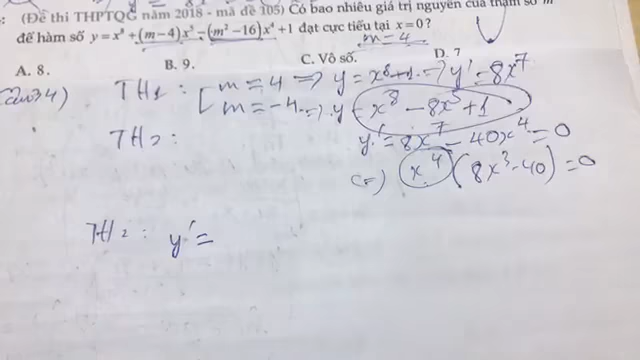 : (Đề thi THPTQG năm 2018 - mã đề 105) Có bao nhiêu giá trị nguyên của tham số m
để hàm số y = x⁸ + (m−4)x⁵ − (m²−16)x⁴ + 1 đạt cực tiểu tại x = 0?
m − 4
A. 8. B. 9. C. Vô số. D. 7
TH1 : [ m = 4 => y = x⁸+1 => y' = 8x⁷
m = −4 => y = x⁸ − 8x⁵ + 1
TH2 :
y' = 8x⁷ − 40x⁴ = 0
<=> x⁴ (8x³ − 40) = 0
TH2 : y' =